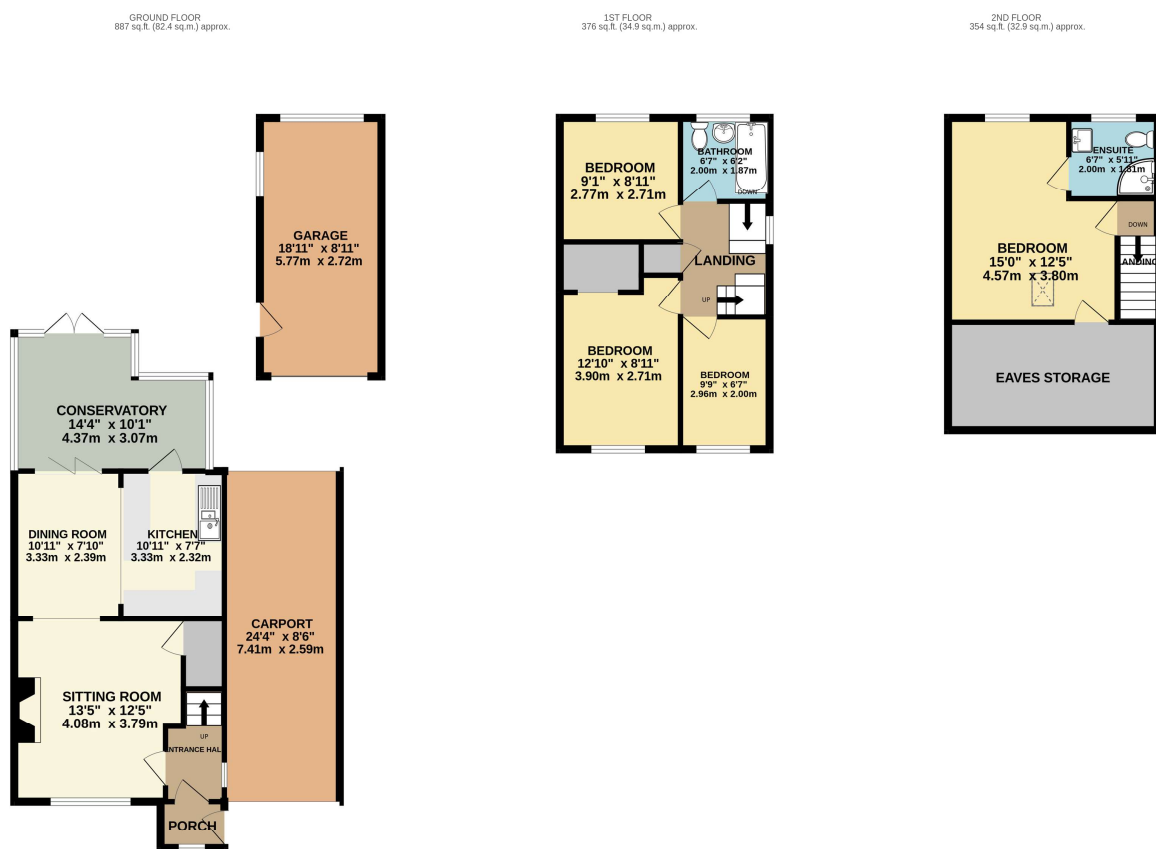 GROUND FLOOR
887 sq.ft. (82.4 sq.m.) approx.
1ST FLOOR
376 sq.ft. (34.9 sq.m.) approx.
2ND FLOOR
354 sq.ft. (32.9 sq.m.) approx.
GARAGE
18'11" x 8'11"
5.77m x 2.72m
CONSERVATORY
14'4" x 10'1"
4.37m x 3.07m
DINING ROOM
10'11" x 7'10"
3.33m x 2.39m
KITCHEN
10'11" x 7'7"
3.33m x 2.32m
CARPORT
24'4" x 8'6"
7.41m x 2.59m
SITTING ROOM
13'5" x 12'5"
4.08m x 3.79m
UP
NTRANCE HAL
PORCH
BEDROOM
9'1" x 8'11"
2.77m x 2.71m
BATHROOM
6'7" x 6'2"
2.00m x 1.87m
DOWN
LANDING
UP
BEDROOM
12'10" x 8'11"
3.90m x 2.71m
BEDROOM
9'9" x 6'7"
2.96m x 2.00m
ENSUITE
6'7" x 5'11"
2.00m x 1.81m
DOWN
BEDROOM
15'0" x 12'5"
4.57m x 3.80m
ANDING
EAVES STORAGE